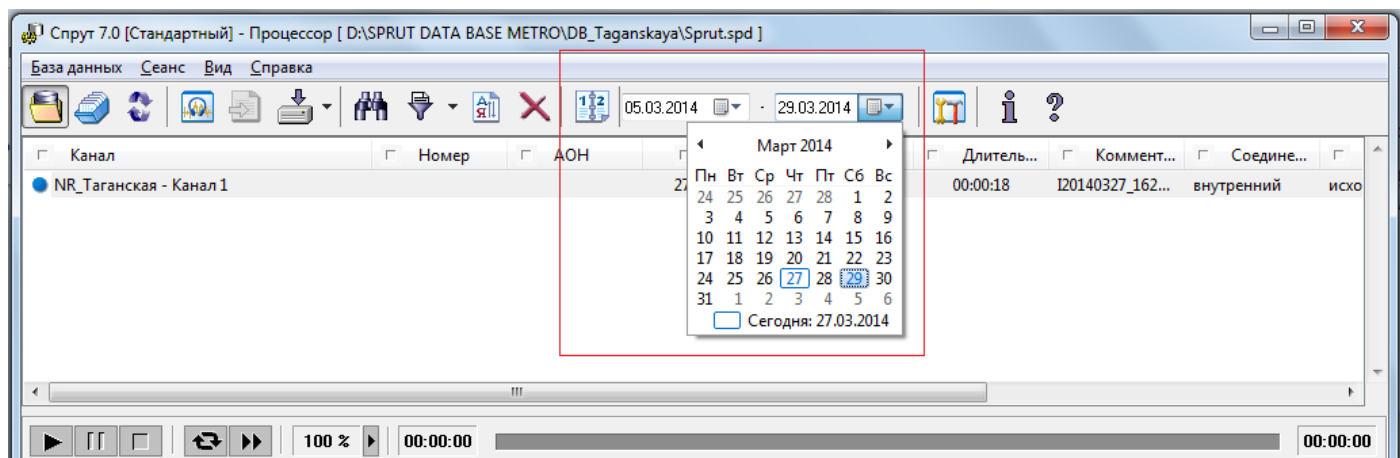 Спрут 7.0 [Стандартный] - Процессор [ D:\SPRUT DATA BASE METRO\DB_Taganskaya\Sprut.spd ]
База данных Сеанс Вид Справка
05.03.2014 - 29.03.2014
Канал Номер АОН Длитель... Коммент... Соедине...
NR_Таганская - Канал 1 27 00:00:18 I20140327_162... внутренний исхо
Март 2014
Пн Вт Ср Чт Пт Сб Вс
24 25 26 27 28 1 2
3 4 5 6 7 8 9
10 11 12 13 14 15 16
17 18 19 20 21 22 23
24 25 26 27 28 29 30
31 1 2 3 4 5 6
Сегодня: 27.03.2014
100 % 00:00:00 00:00:00